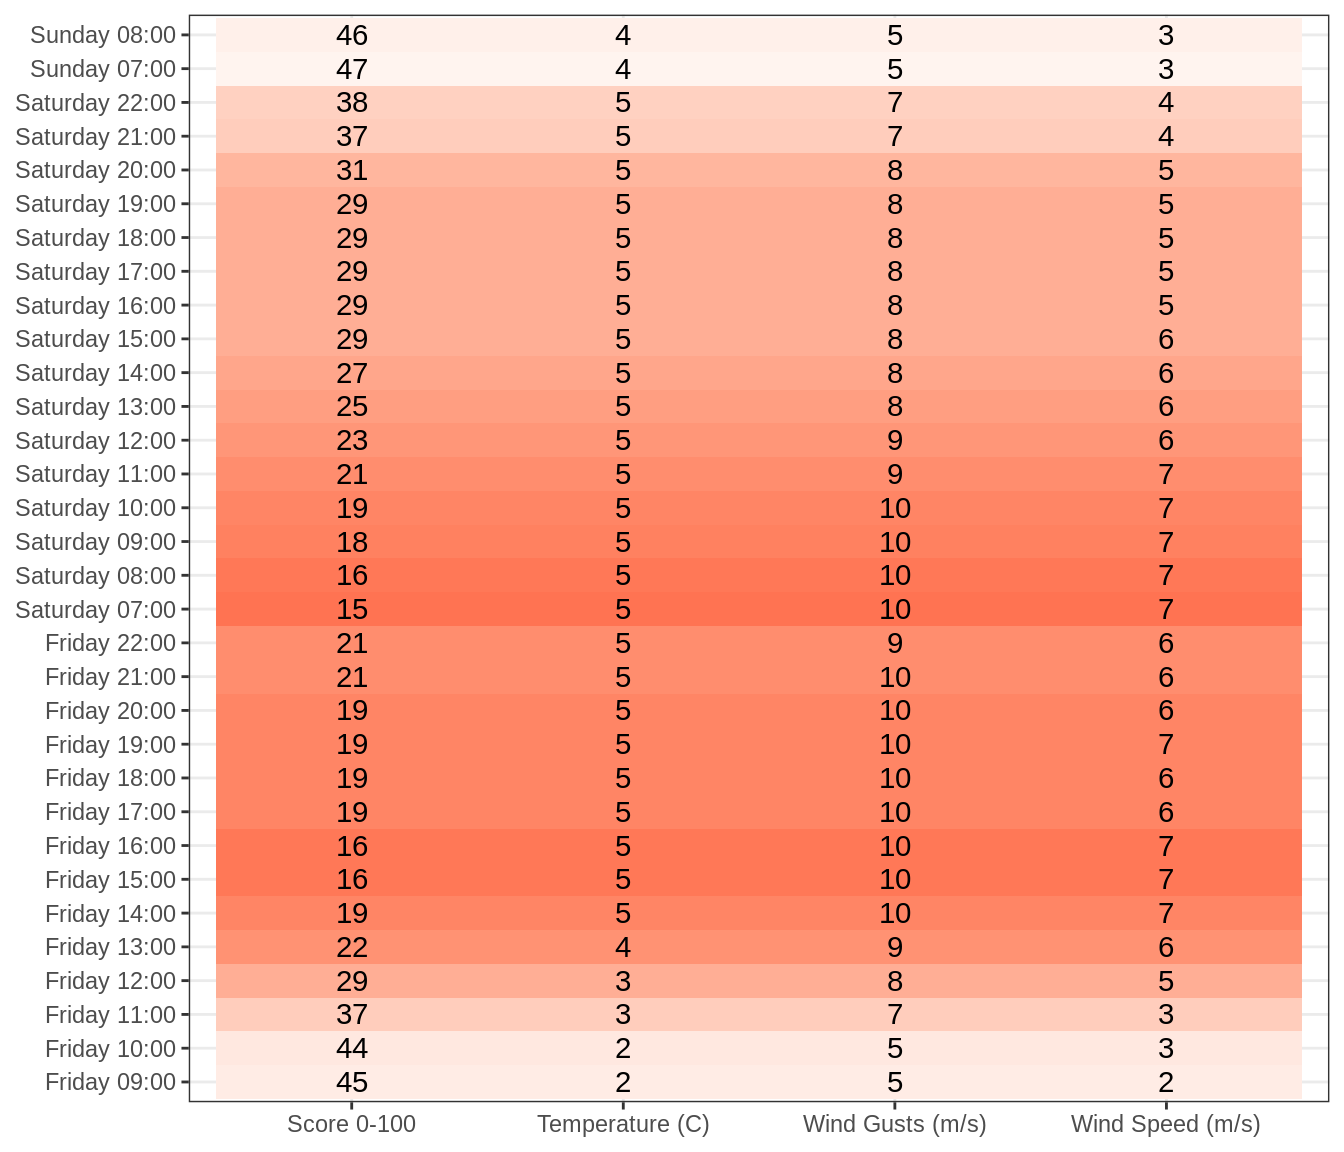 Sunday 08:00 46 4 5 3
Sunday 07:00 47 4 5 3
Saturday 22:00 38 5 7 4
Saturday 21:00 37 5 7 4
Saturday 20:00 31 5 8 5
Saturday 19:00 29 5 8 5
Saturday 18:00 29 5 8 5
Saturday 17:00 29 5 8 5
Saturday 16:00 29 5 8 5
Saturday 15:00 29 5 8 6
Saturday 14:00 27 5 8 6
Saturday 13:00 25 5 8 6
Saturday 12:00 23 5 9 6
Saturday 11:00 21 5 9 7
Saturday 10:00 19 5 10 7
Saturday 09:00 18 5 10 7
Saturday 08:00 16 5 10 7
Saturday 07:00 15 5 10 7
Friday 22:00 21 5 9 6
Friday 21:00 21 5 10 6
Friday 20:00 19 5 10 6
Friday 19:00 19 5 10 7
Friday 18:00 19 5 10 6
Friday 17:00 19 5 10 6
Friday 16:00 16 5 10 7
Friday 15:00 16 5 10 7
Friday 14:00 19 5 10 7
Friday 13:00 22 4 9 6
Friday 12:00 29 3 8 5
Friday 11:00 37 3 7 3
Friday 10:00 44 2 5 3
Friday 09:00 45 2 5 2
Score 0-100 Temperature (C) Wind Gusts (m/s) Wind Speed (m/s)